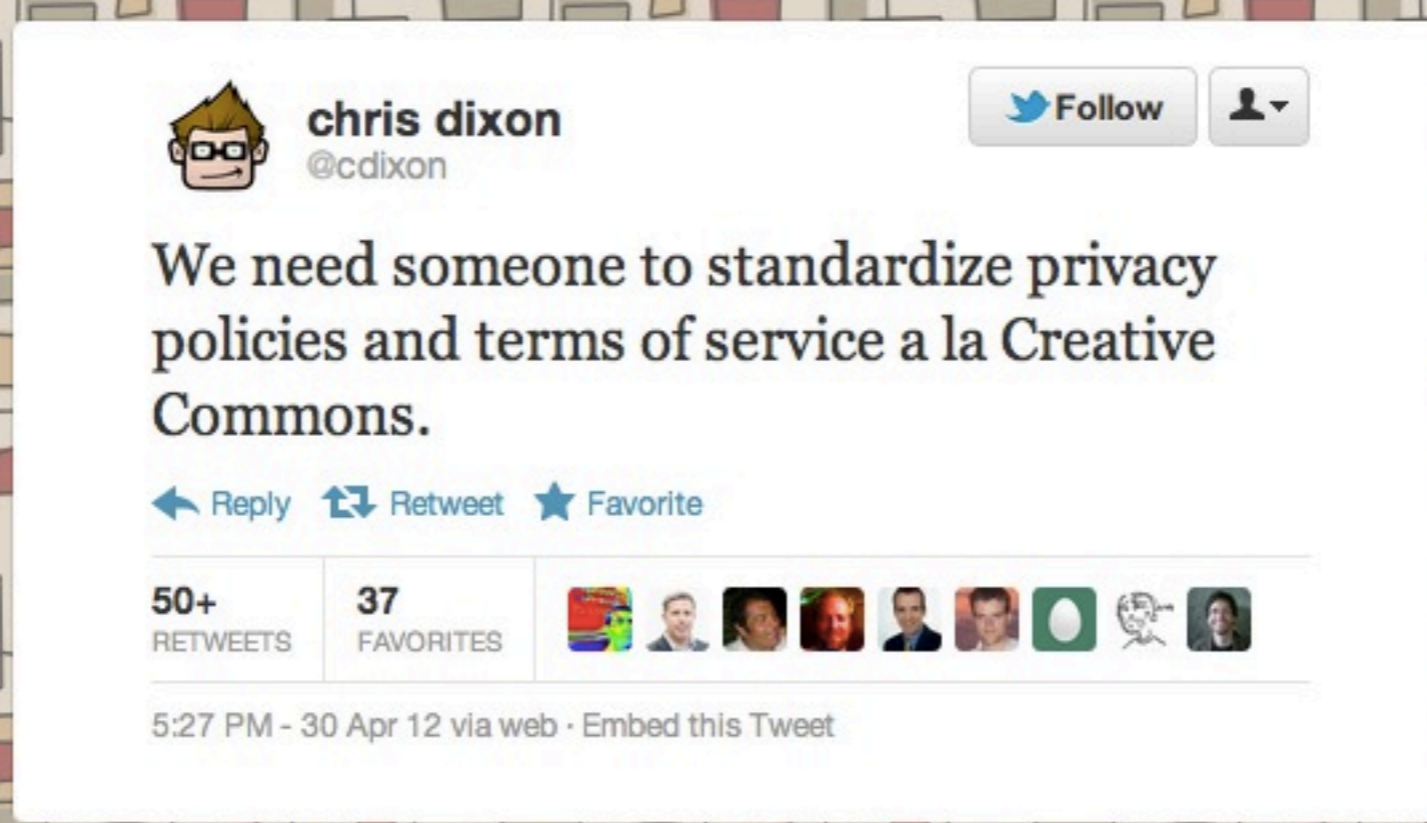 chris dixon
@cdixon
Follow
We need someone to standardize privacy
policies and terms of service a la Creative
Commons.
Reply Retweet Favorite
50+ 37
RETWEETS FAVORITES
5:27 PM - 30 Apr 12 via web · Embed this Tweet